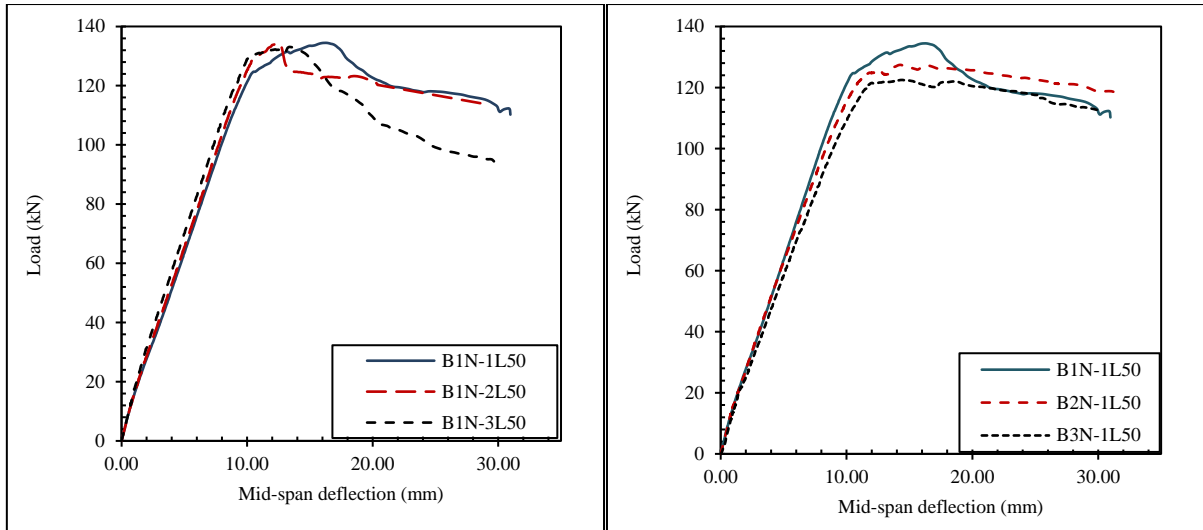 140
120
100
80
60
40
20
0
Load (kN)
0.00 10.00 20.00 30.00
Mid-span deflection (mm)
B1N-1L50
B1N-2L50
B1N-3L50
140
120
100
80
60
40
20
0
Load (kN)
0.00 10.00 20.00 30.00
Mid-span deflection (mm)
B1N-1L50
B2N-1L50
B3N-1L50